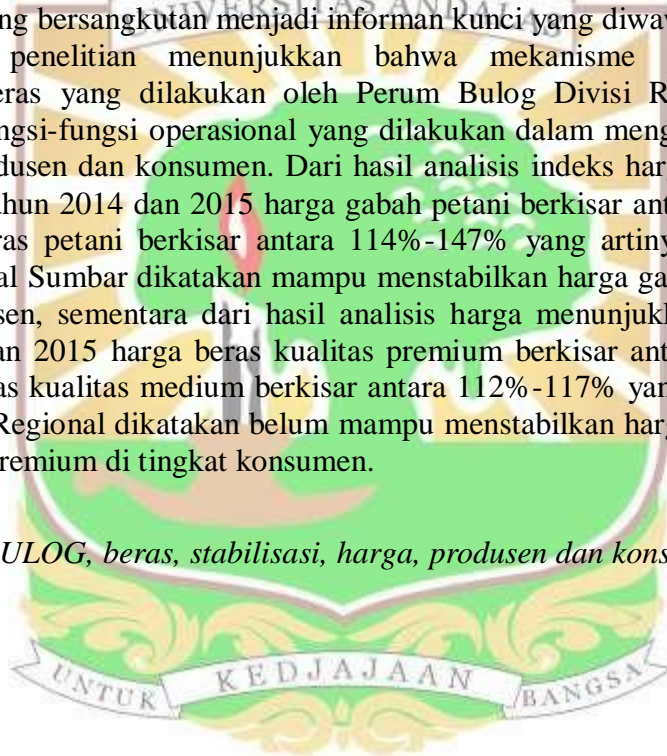 UNIVERSITAS ANDALAS
ng bersangkutan menjadi informan kunci yang diwa
penelitian menunjukkan bahwa mekanisme
eras yang dilakukan oleh Perum Bulog Divisi R
ngsi-fungsi operasional yang dilakukan dalam meng
dusen dan konsumen. Dari hasil analisis indeks har
ahun 2014 dan 2015 harga gabah petani berkisar ant
ras petani berkisar antara 114%-147% yang artiny
al Sumbar dikatakan mampu menstabilkan harga ga
sen, sementara dari hasil analisis harga menunjukk
an 2015 harga beras kualitas premium berkisar ant
as kualitas medium berkisar antara 112%-117% yan
Regional dikatakan belum mampu menstabilkan harg
remium di tingkat konsumen.
ULOG, beras, stabilisasi, harga, produsen dan kons
UNTUK KEDJAJAAN BANGSA